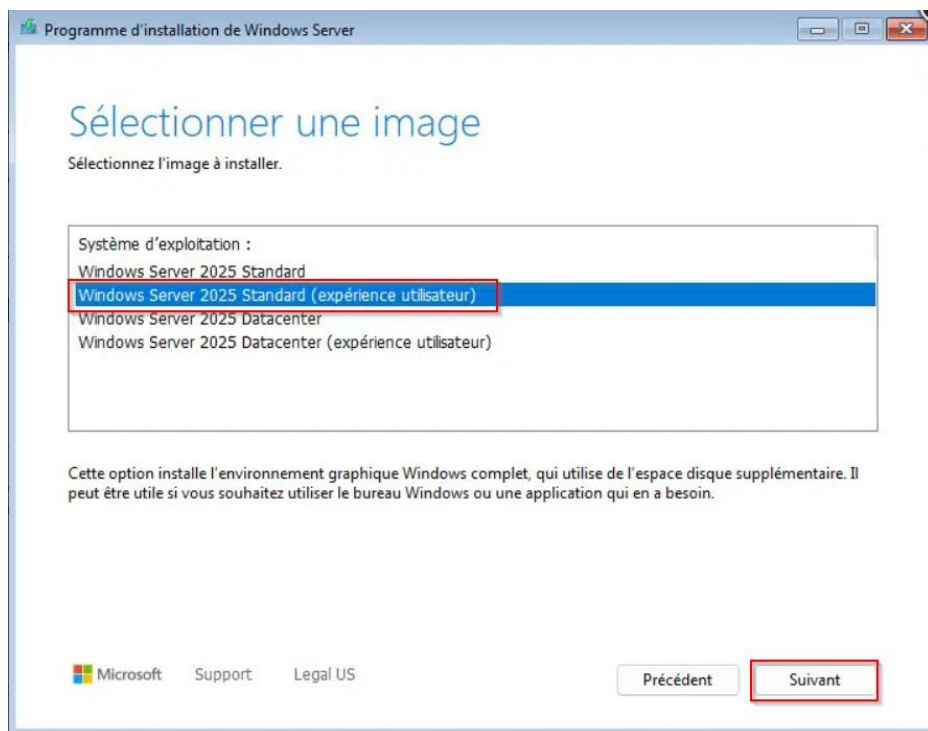 Programme d'installation de Windows Server
Sélectionner une image
Sélectionnez l'image à installer.
Système d'exploitation :
Windows Server 2025 Standard
Windows Server 2025 Standard (expérience utilisateur)
Windows Server 2025 Datacenter
Windows Server 2025 Datacenter (expérience utilisateur)
Cette option installe l'environnement graphique Windows complet, qui utilise de l'espace disque supplémentaire. Il
peut être utile si vous souhaitez utiliser le bureau Windows ou une application qui en a besoin.
Microsoft Support Legal US Précédent Suivant